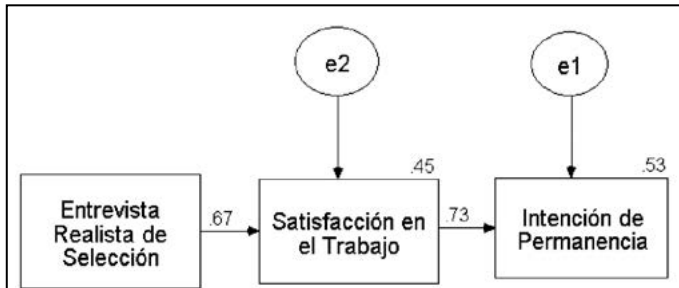 e2
e1
.45
.53
Entrevista
Realista de
Selección
.67
Satisfacción en
el Trabajo
.73
Intención de
Permanencia